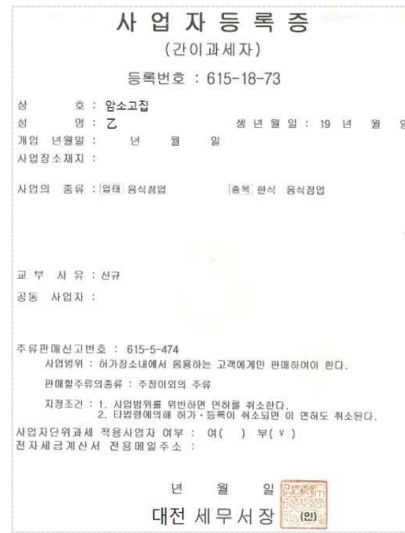 사 업 자 등 록 증
(간이과세자)
등록번호 : 615-18-73
상 호 : 암소고집
성 명 : 乙 생 년 월 일 : 19 년 월 일
개업 년월일 : 년 월 일
사업장소재지 :
사업의 종류 : 업태 음식점업 종목 한식 음식점업
교 부 사 유 : 신규
공동 사업자 :
주류판매신고번호 : 615-5-474
사업범위 : 허가장소내에서 음용하는 고객에게만 판매하여야 한다.
판매할주류의종류 : 주정이외의 주류
지정조건 : 1. 사업범위를 위반하면 면허를 취소한다.
2. 타법령에의해 허가·등록이 취소되면 이 면허도 취소된다.
사업자단위과세 적용사업자 여부 : 여( ) 부( v )
전자세금계산서 전용메일주소 :
년 월 일
대전 세무서장 (인)